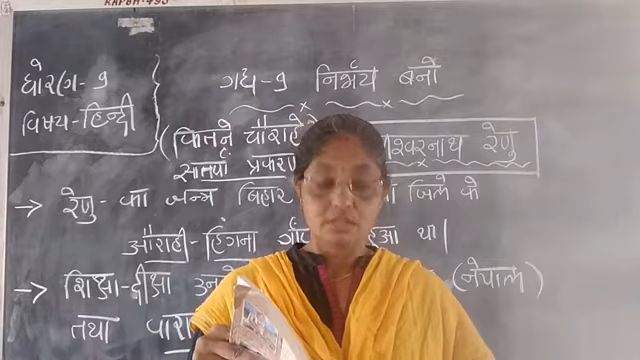 धोरण- 9
विषय-हिन्दी
गद्य-9 निर्भय बनो
(कितने चौराहे श्वरनाथ रेणु
सातवाँ प्रकरण
→ रेणु- का जन्म बिहार जिले के
औराही-हिंगना हुआ था|
→ शिक्षा-दीक्षा (नेपाल)
तथा